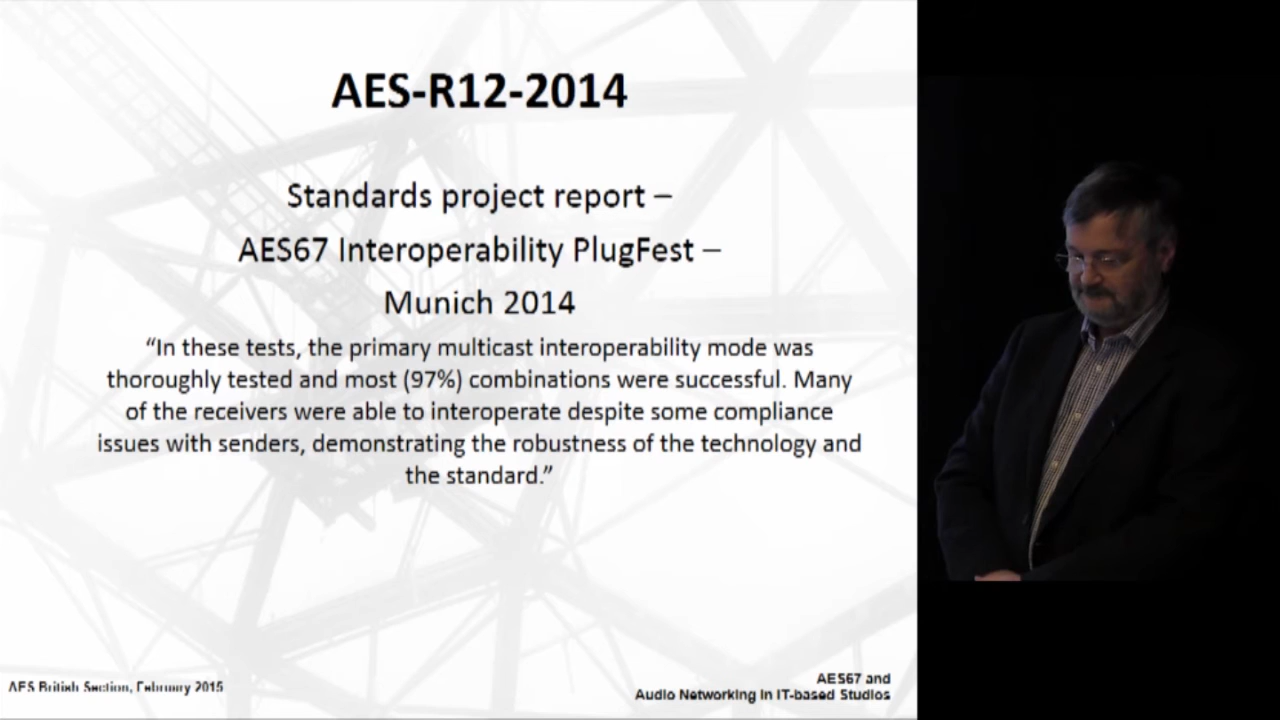 AES-R12-2014
Standards project report –
AES67 Interoperability PlugFest –
Munich 2014
“In these tests, the primary multicast interoperability mode was
thoroughly tested and most (97%) combinations were successful. Many
of the receivers were able to interoperate despite some compliance
issues with senders, demonstrating the robustness of the technology and
the standard.”
AES British Section, February 2015
AES67 and
Audio Networking in IT-based Studios